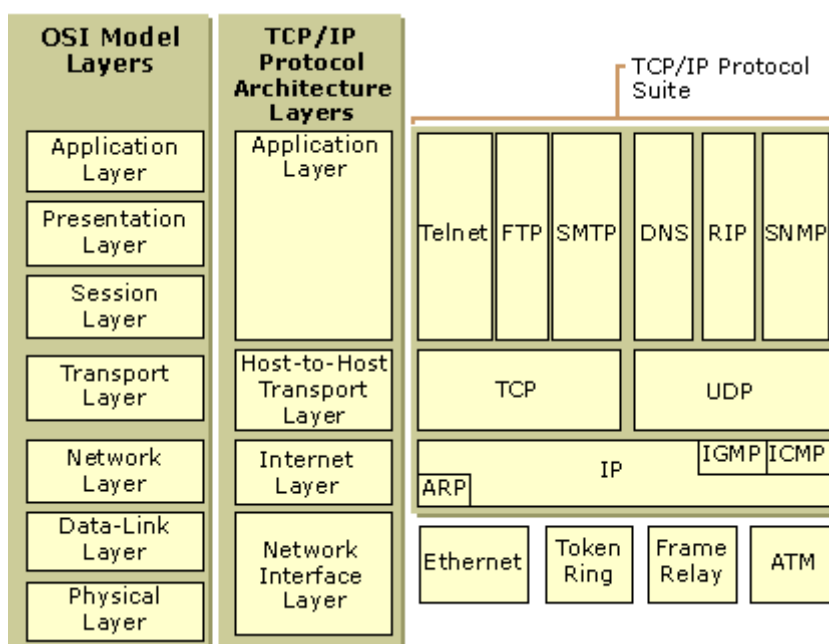 OSI Model
Layers
Application
Layer
Presentation
Layer
Session
Layer
Transport
Layer
Network
Layer
Data-Link
Layer
Physical
Layer
TCP/IP
Protocol
Architecture
Layers
Application
Layer
Host-to-Host
Transport
Layer
Internet
Layer
Network
Interface
Layer
TCP/IP Protocol
Suite
Telnet
FTP
SMTP
DNS
RIP
SNMP
TCP
UDP
IP
IGMP
ICMP
ARP
Ethernet
Token
Ring
Frame
Relay
ATM